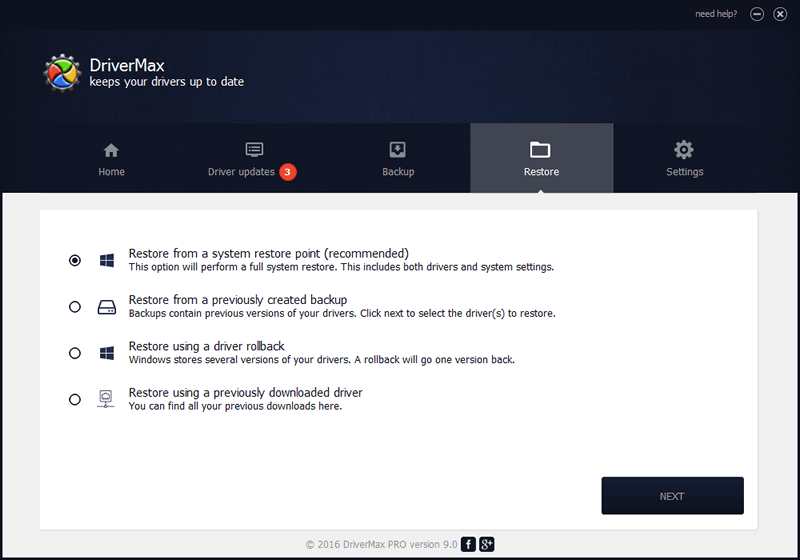 need help?
DriverMax
keeps your drivers up to date
Home
Driver updates 3
Backup
Restore
Settings
Restore from a system restore point (recommended)
This option will perform a full system restore. This includes both drivers and system settings.
Restore from a previously created backup
Backups contain previous versions of your drivers. Click next to select the driver(s) to restore.
Restore using a driver rollback
Windows stores several versions of your drivers. A rollback will go one version back.
Restore using a previously downloaded driver
You can find all your previous downloads here.
NEXT
© 2016 DriverMax PRO version 9.0 f g+